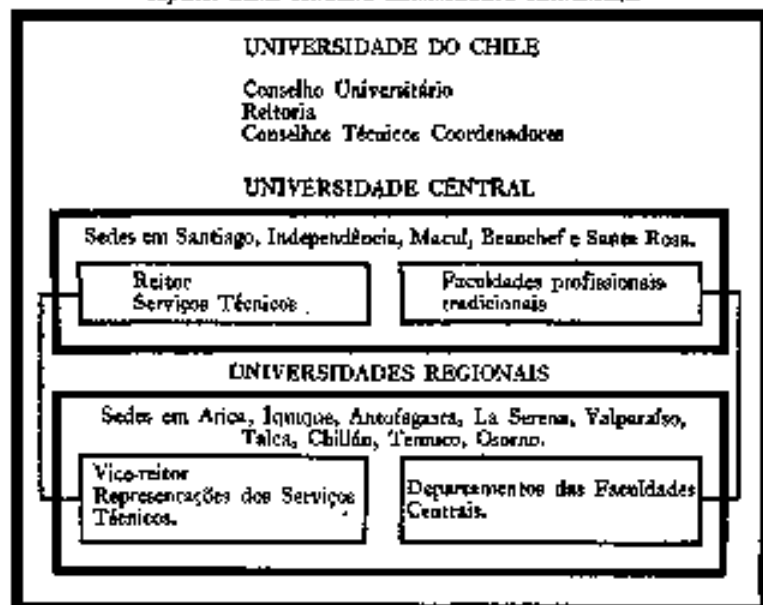 UNIVERSIDADE DO CHILE
Conselho Universitário
Reitoria
Conselhos Técnicos Coordenadores
UNIVERSIDADE CENTRAL
Sedes em Santiago, Independência, Macul, Beauchef e Santa Rosa.
Reitor
Serviços Técnicos
Faculdades profissionais
tradicionais
UNIVERSIDADES REGIONAIS
Sedes em Arica, Iquique, Antofagasta, La Serena, Valparaíso,
Talca, Chillán, Temuco, Osorno.
Vice-reitor
Representações dos Serviços
Técnicos.
Departamentos das Faculdades
Centrais.